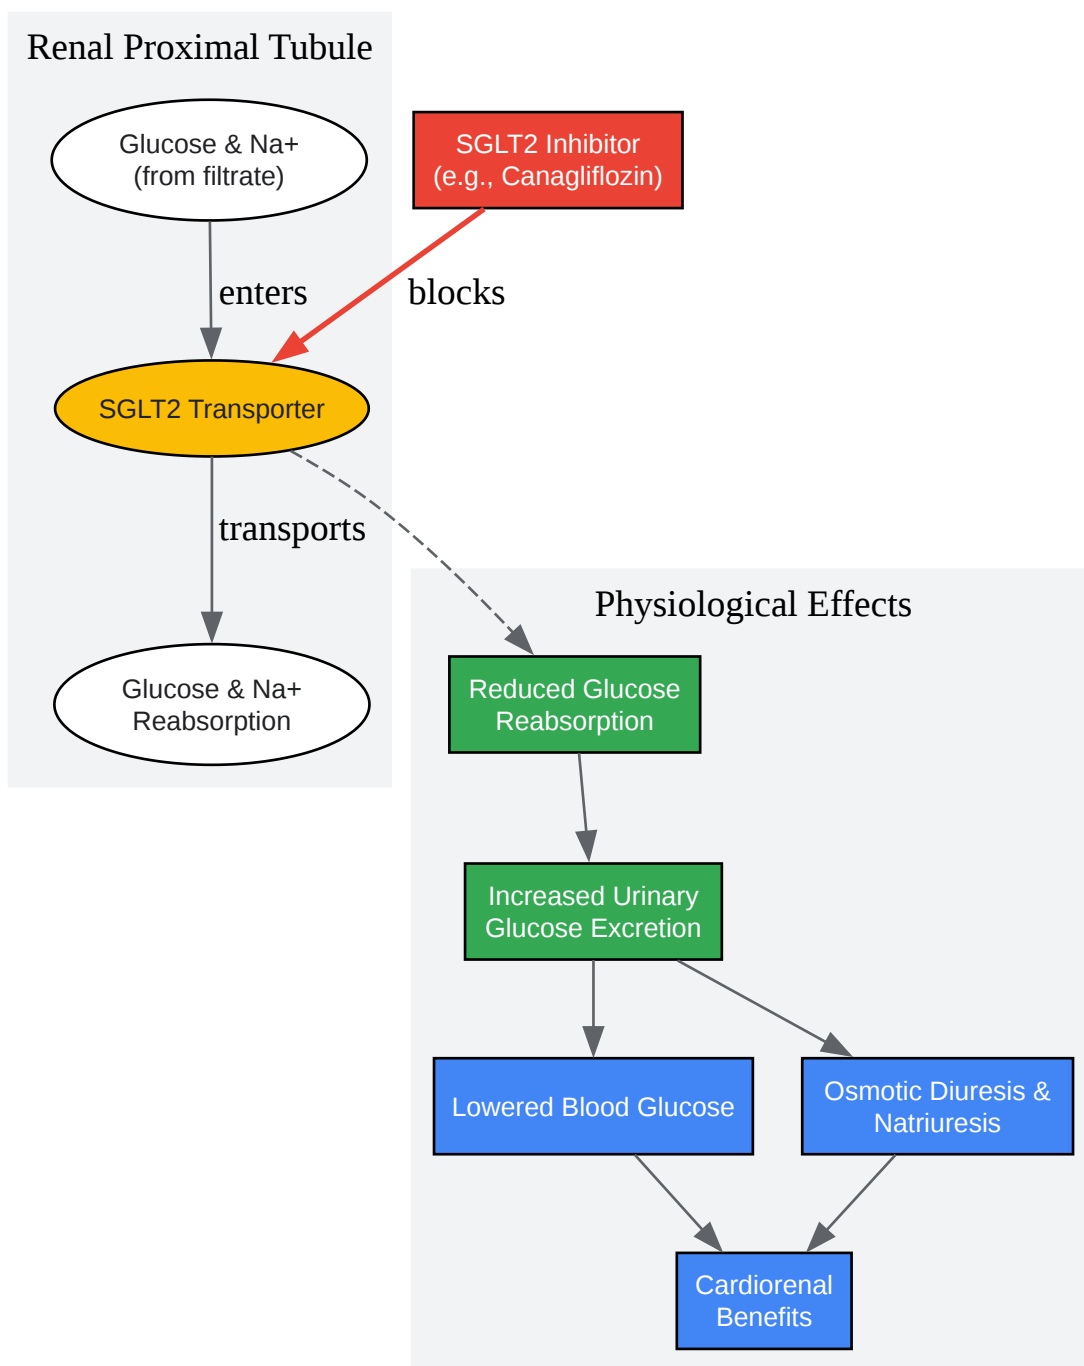 Renal Proximal Tubule
Glucose & Na+
(from filtrate)
SGLT2 Inhibitor
(e.g., Canagliflozin)
enters
blocks
SGLT2 Transporter
transports
Glucose & Na+
Reabsorption
Physiological Effects
Reduced Glucose
Reabsorption
Increased Urinary
Glucose Excretion
Lowered Blood Glucose
Osmotic Diuresis &
Natriuresis
Cardiorenal
Benefits